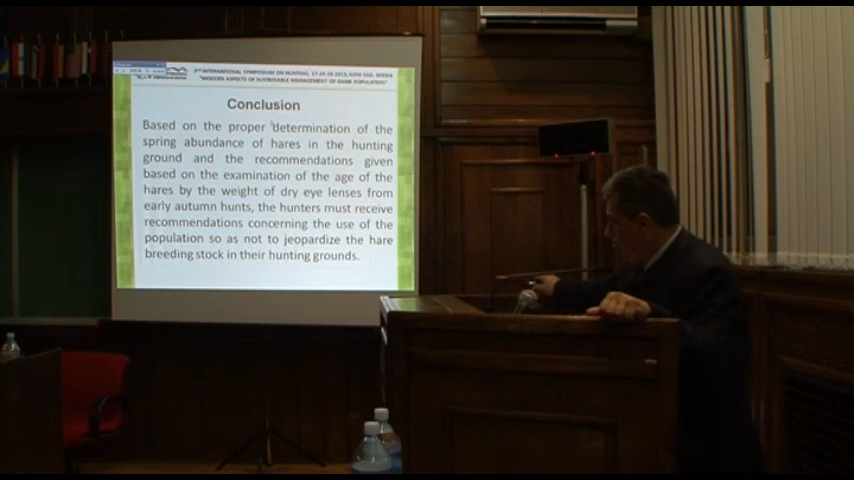 2nd INTERNATIONAL SYMPOSIUM ON HUNTING, 17-20.10.2013, NOVI SAD, SERBIA
"MODERN ASPECTS OF SUSTAINABLE MANAGEMENT OF GAME POPULATION"
Conclusion
Based on the proper determination of the
spring abundance of hares in the hunting
ground and the recommendations given
based on the examination of the age of the
hares by the weight of dry eye lenses from
early autumn hunts, the hunters must receive
recommendations concerning the use of the
population so as not to jeopardize the hare
breeding stock in their hunting grounds.